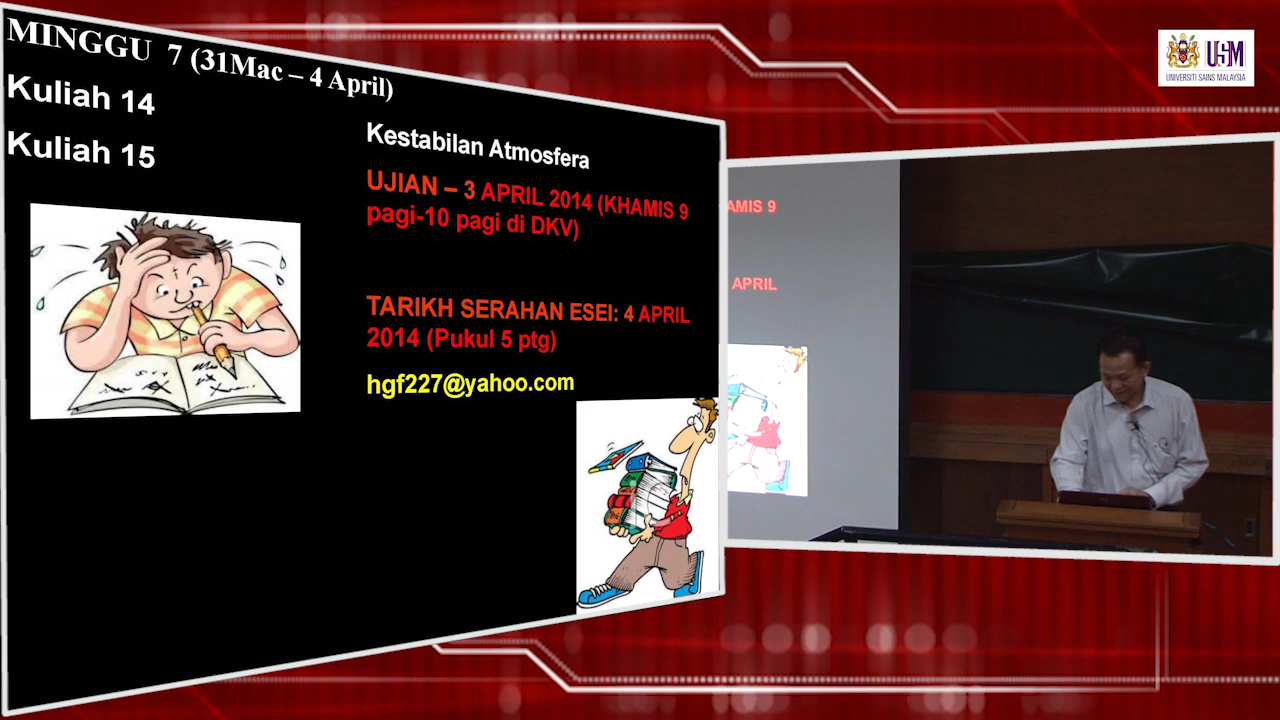 MINGGU 7 (31Mac – 4 April)
Kuliah 14
Kuliah 15
Kestabilan Atmosfera
UJIAN – 3 APRIL 2014 (KHAMIS 9
pagi-10 pagi di DKV)
TARIKH SERAHAN ESEI: 4 APRIL
2014 (Pukul 5 ptg)
hgf227@yahoo.com
USM
UNIVERSITI SAINS MALAYSIA
AMIS 9
APRIL